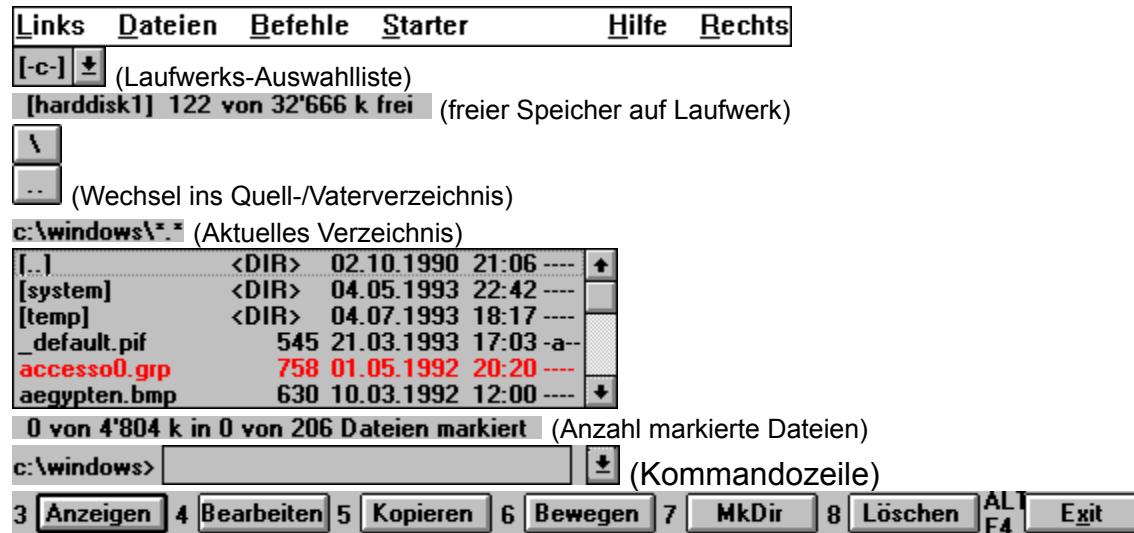 Links Dateien Befehle Starter Hilfe Rechts
[-c-] (Laufwerks-Auswahlliste)
[harddisk1] 122 von 32'666 k frei (freier Speicher auf Laufwerk)
\
.. (Wechsel ins Quell-/Vaterverzeichnis)
c:\windows\*.* (Aktuelles Verzeichnis)
[..] <DIR> 02.10.1990 21:06 ----
[system] <DIR> 04.05.1993 22:42 ----
[temp] <DIR> 04.07.1993 18:17 ----
_default.pif 545 21.03.1993 17:03 -a--
accesso0.grp 758 01.05.1992 20:20 ----
aegypten.bmp 630 10.03.1992 12:00 ----
0 von 4'804 k in 0 von 206 Dateien markiert (Anzahl markierte Dateien)
c:\windows> (Kommandozeile)
3 Anzeigen 4 Bearbeiten 5 Kopieren 6 Bewegen 7 MkDir 8 Löschen ALT F4 Exit